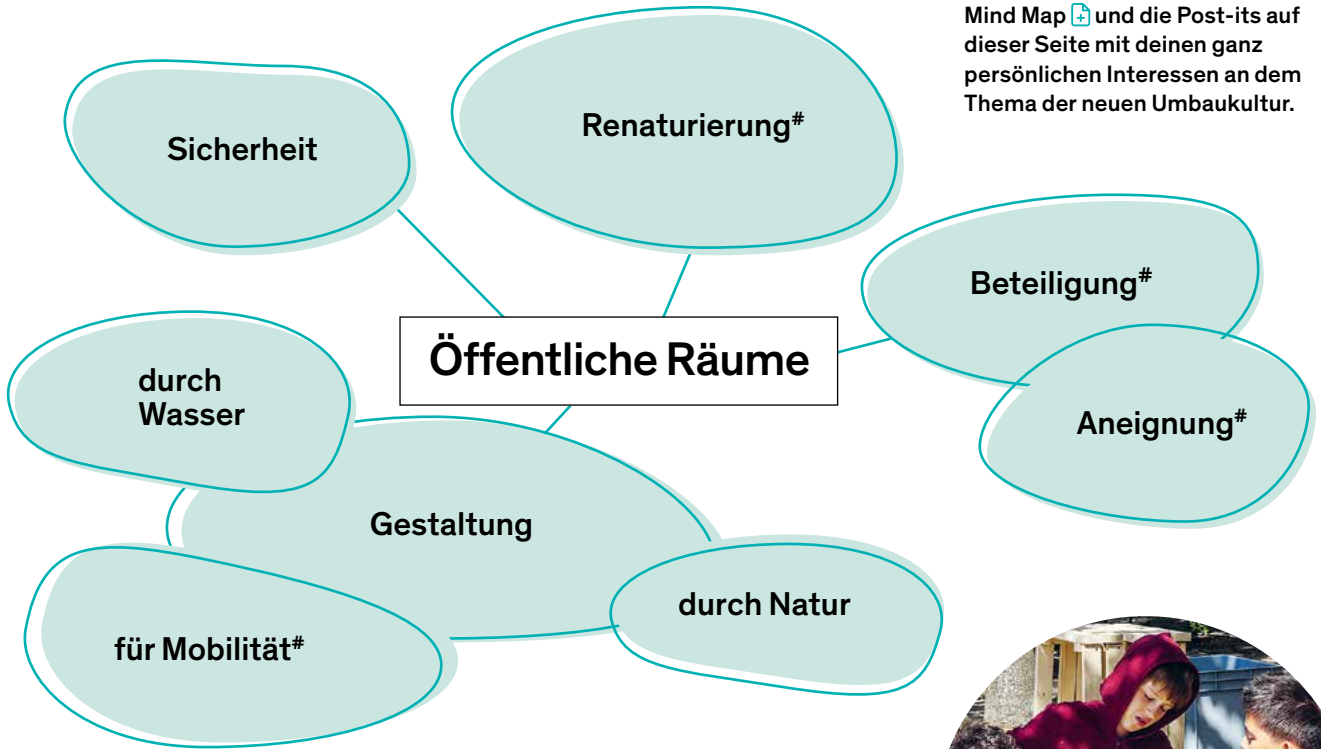 Mind Map und die Post-its auf
dieser Seite mit deinen ganz
persönlichen Interessen an dem
Thema der neuen Umbaukultur.
Sicherheit
Renaturierung#
Beteiligung#
Aneignung#
Öffentliche Räume
durch
Wasser
Gestaltung
durch Natur
für Mobilität#